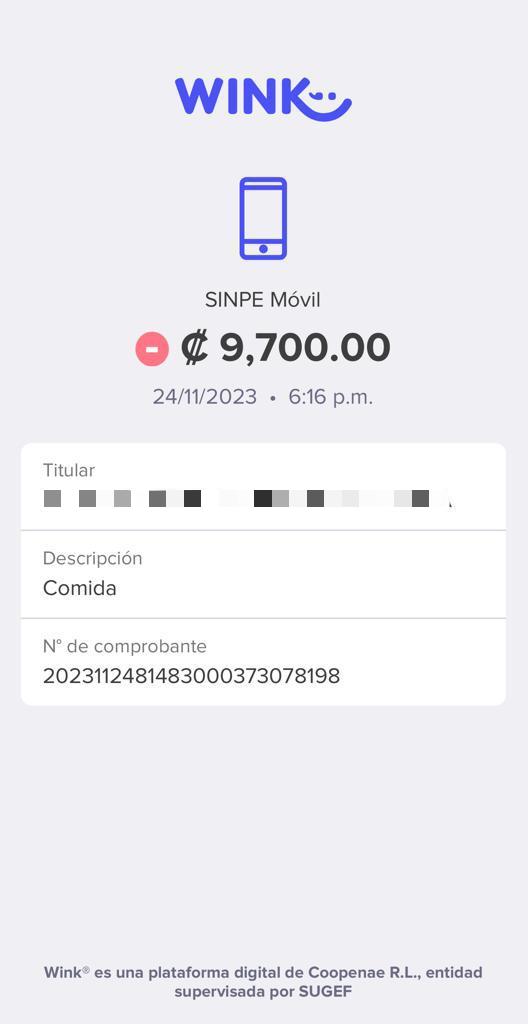 WINK
SINPE Móvil
₡ 9,700.00
24/11/2023 • 6:16 p.m.
Titular
Descripción
Comida
N° de comprobante
2023112481483000373078198
Wink® es una plataforma digital de Coopenae R.L., entidad
supervisada por SUGEF